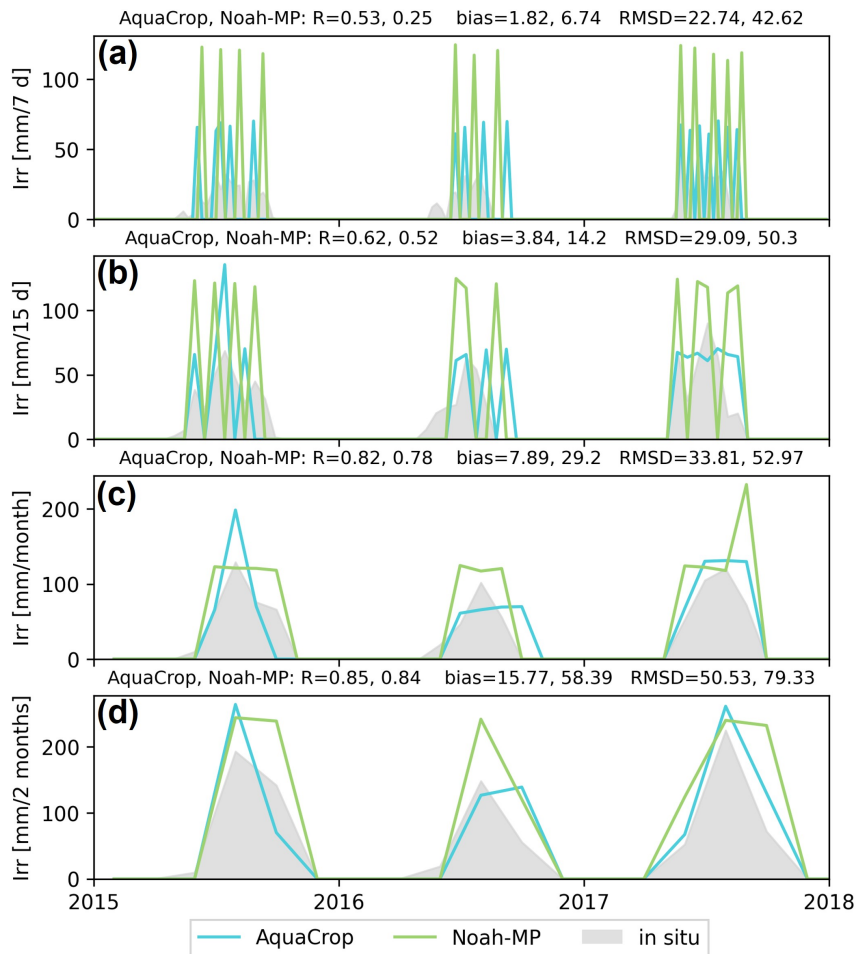 AquaCrop, Noah-MP: R=0.53, 0.25 bias=1.82, 6.74 RMSD=22.74, 42.62
(a)
Irr [mm/7 d]
100
50
0
AquaCrop, Noah-MP: R=0.62, 0.52 bias=3.84, 14.2 RMSD=29.09, 50.3
(b)
Irr [mm/15 d]
100
50
0
AquaCrop, Noah-MP: R=0.82, 0.78 bias=7.89, 29.2 RMSD=33.81, 52.97
(c)
Irr [mm/month]
200
100
0
AquaCrop, Noah-MP: R=0.85, 0.84 bias=15.77, 58.39 RMSD=50.53, 79.33
(d)
Irr [mm/2 months]
200
100
0
2015 2016 2017 2018
AquaCrop Noah-MP in situ